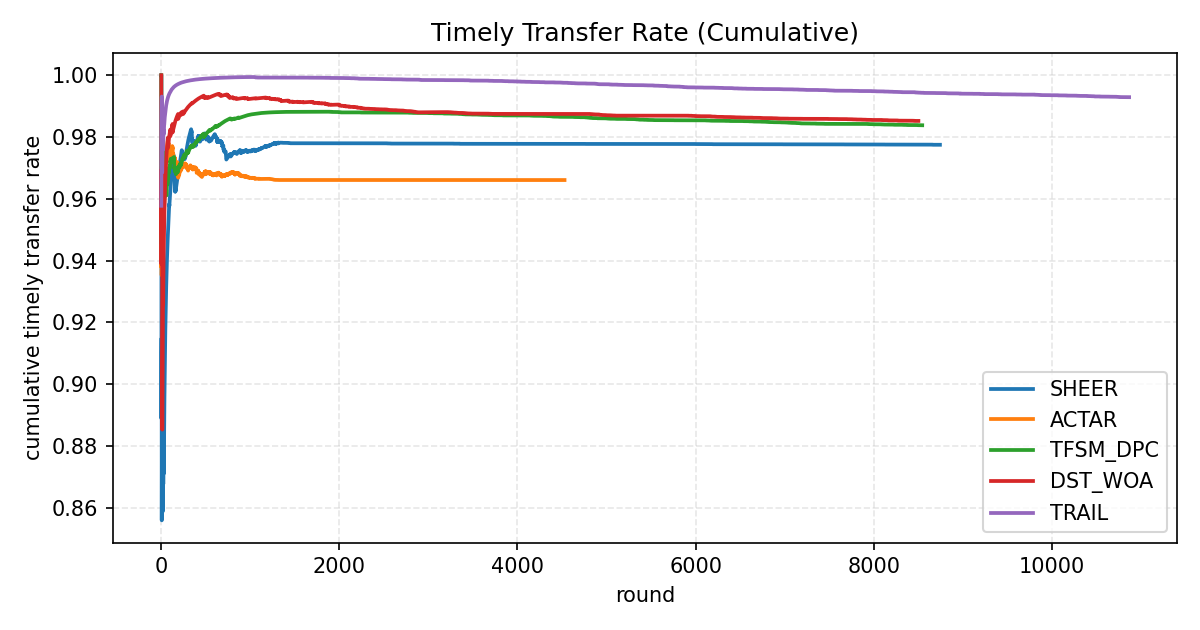 Timely Transfer Rate (Cumulative)
cumulative timely transfer rate
1.00
0.98
0.96
0.94
0.92
0.90
0.88
0.86
SHEER
ACTAR
TFSM_DPC
DST_WOA
TRAIL
0 2000 4000 6000 8000 10000
round